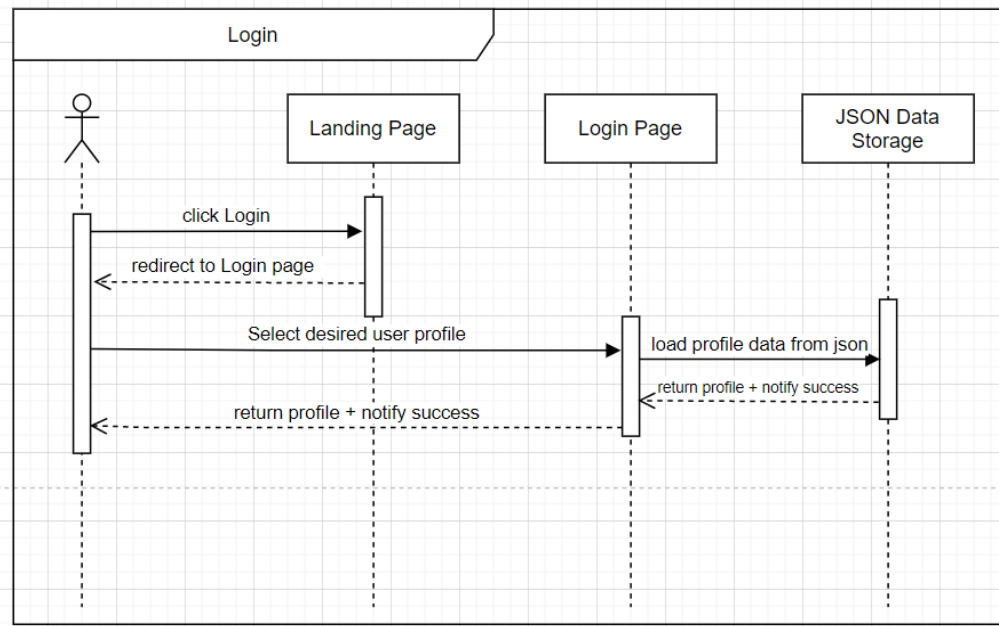 Login
Landing Page
Login Page
JSON Data
Storage
click Login
redirect to Login page
Select desired user profile
load profile data from json
return profile + notify success
return profile + notify success